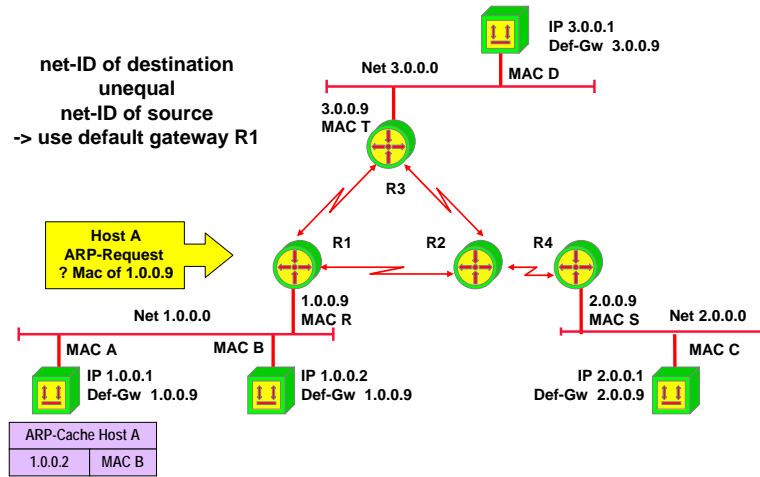 net-ID of destination
unequal
net-ID of source
-> use default gateway R1
IP 3.0.0.1
Def-Gw 3.0.0.9
Net 3.0.0.0
MAC D
3.0.0.9
MAC T
R3
Host A
ARP-Request
? Mac of 1.0.0.9
R1
R2
R4
1.0.0.9
MAC R
2.0.0.9
MAC S
Net 1.0.0.0
Net 2.0.0.0
MAC A
MAC B
MAC C
IP 1.0.0.1
Def-Gw 1.0.0.9
IP 1.0.0.2
Def-Gw 1.0.0.9
IP 2.0.0.1
Def-Gw 2.0.0.9
ARP-Cache Host A
1.0.0.2 MAC B